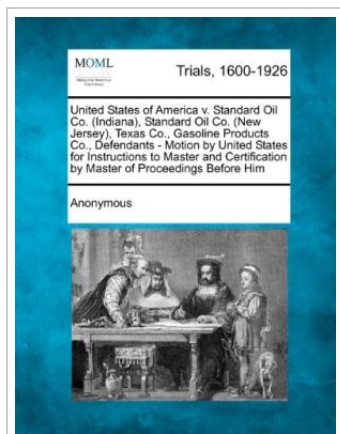 MOML
Trials, 1600-1926
United States of America v. Standard Oil
Co. (Indiana), Standard Oil Co. (New
Jersey), Texas Co., Gasoline Products
Co., Defendants - Motion by United States
for Instructions to Master and Certification
by Master of Proceedings Before Him
Anonymous